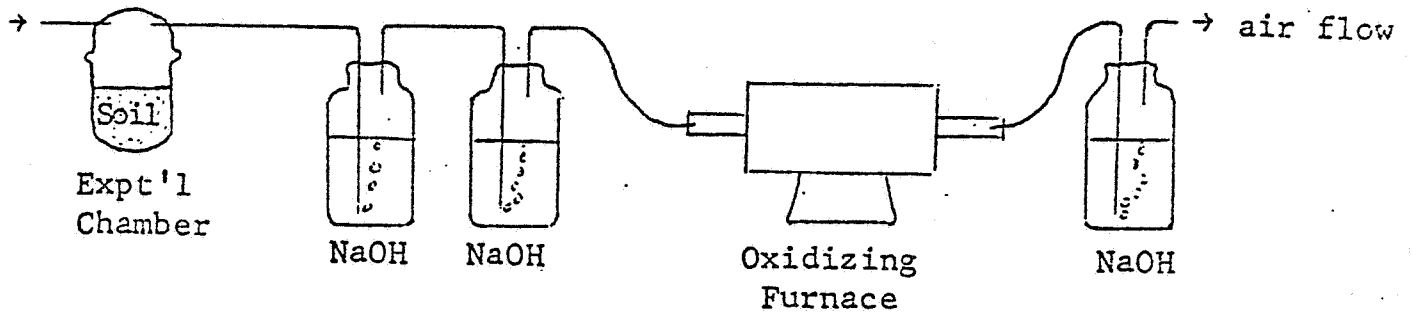 → air flow
Soil
Expt'l
Chamber
NaOH
NaOH
Oxidizing
Furnace
NaOH